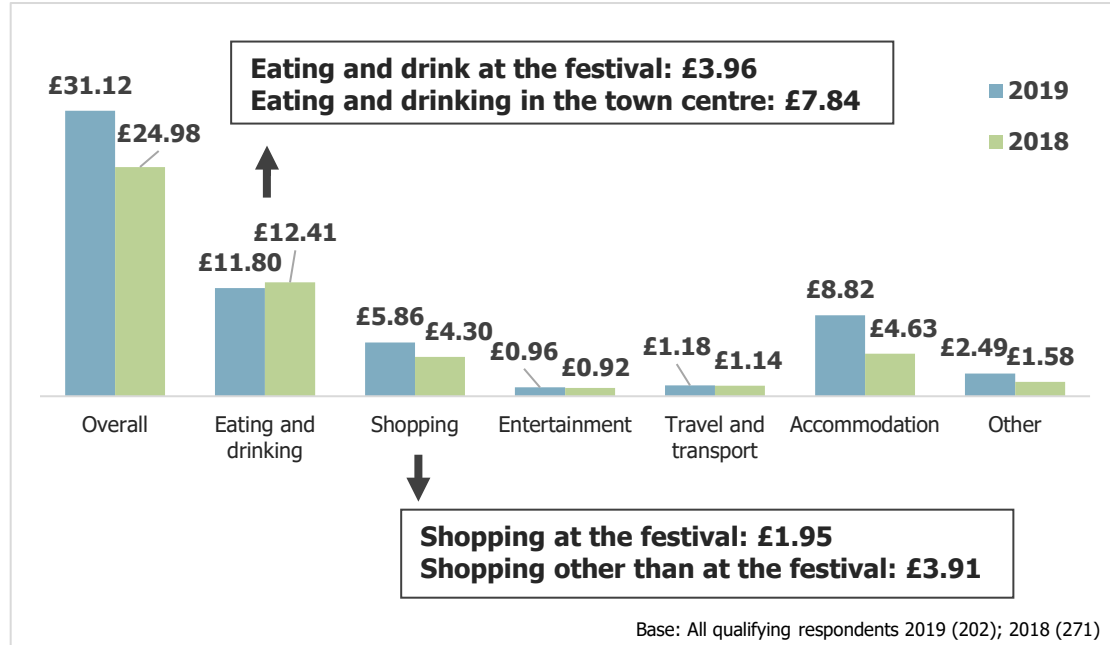 Eating and drink at the festival: £3.96
Eating and drinking in the town centre: £7.84
2019
2018
£31.12
£24.98
£11.80
£12.41
£5.86
£4.30
£0.96
£0.92
£1.18
£1.14
£8.82
£4.63
£2.49
£1.58
Overall
Eating and
drinking
Shopping
Entertainment
Travel and
transport
Accommodation
Other
Shopping at the festival: £1.95
Shopping other than at the festival: £3.91
Base: All qualifying respondents 2019 (202); 2018 (271)